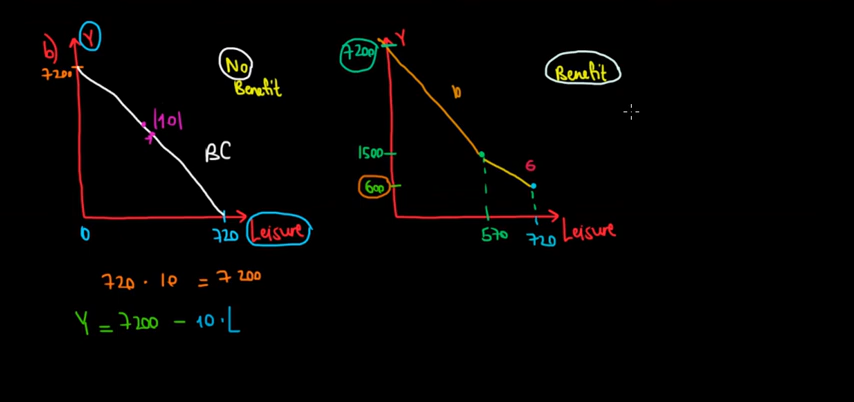 b)
Y
7200
No
Benefit
|10|
BC
0
720
Leisure
720 · 10 = 7200
Y = 7200 - 10 · L
Y
7200
Benefit
10
1500
6
600
570
720
Leisure